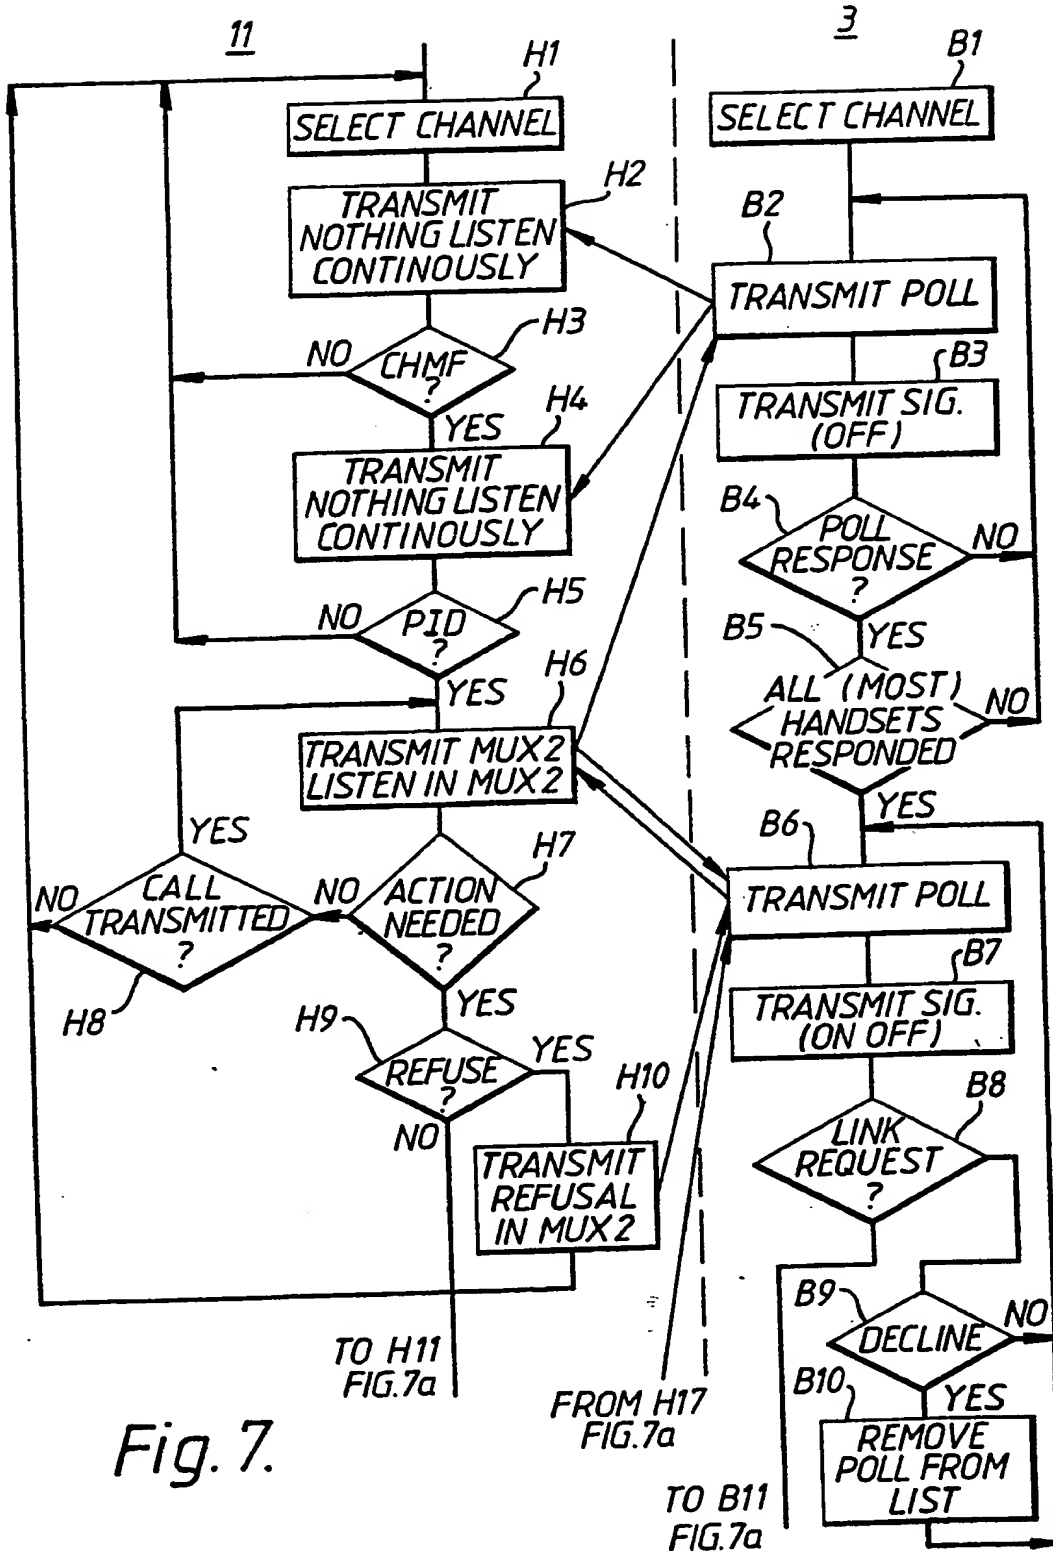 11
3
H1
SELECT CHANNEL
H2
TRANSMIT
NOTHING LISTEN
CONTINOUSLY
H3
NO
CHMF
?
YES
H4
TRANSMIT
NOTHING LISTEN
CONTINOUSLY
H5
NO
PID
?
YES
H6
TRANSMIT MUX2
LISTEN IN MUX2
YES
H7
NO
CALL
TRANSMITTED
?
H8
NO
ACTION
NEEDED
?
YES
H9
REFUSE
?
YES
NO
H10
TRANSMIT
REFUSAL
IN MUX2
TO H11
FIG.7a
B1
SELECT CHANNEL
B2
TRANSMIT POLL
B3
TRANSMIT SIG.
(OFF)
B4
POLL
RESPONSE
?
NO
YES
B5
ALL (MOST)
HANDSETS
RESPONDED
NO
YES
B6
TRANSMIT POLL
B7
TRANSMIT SIG.
(ON OFF)
B8
LINK
REQUEST
?
B9
DECLINE
NO
YES
B10
REMOVE
POLL FROM
LIST
FROM H17
FIG.7a
TO B11
FIG.7a
Fig. 7.